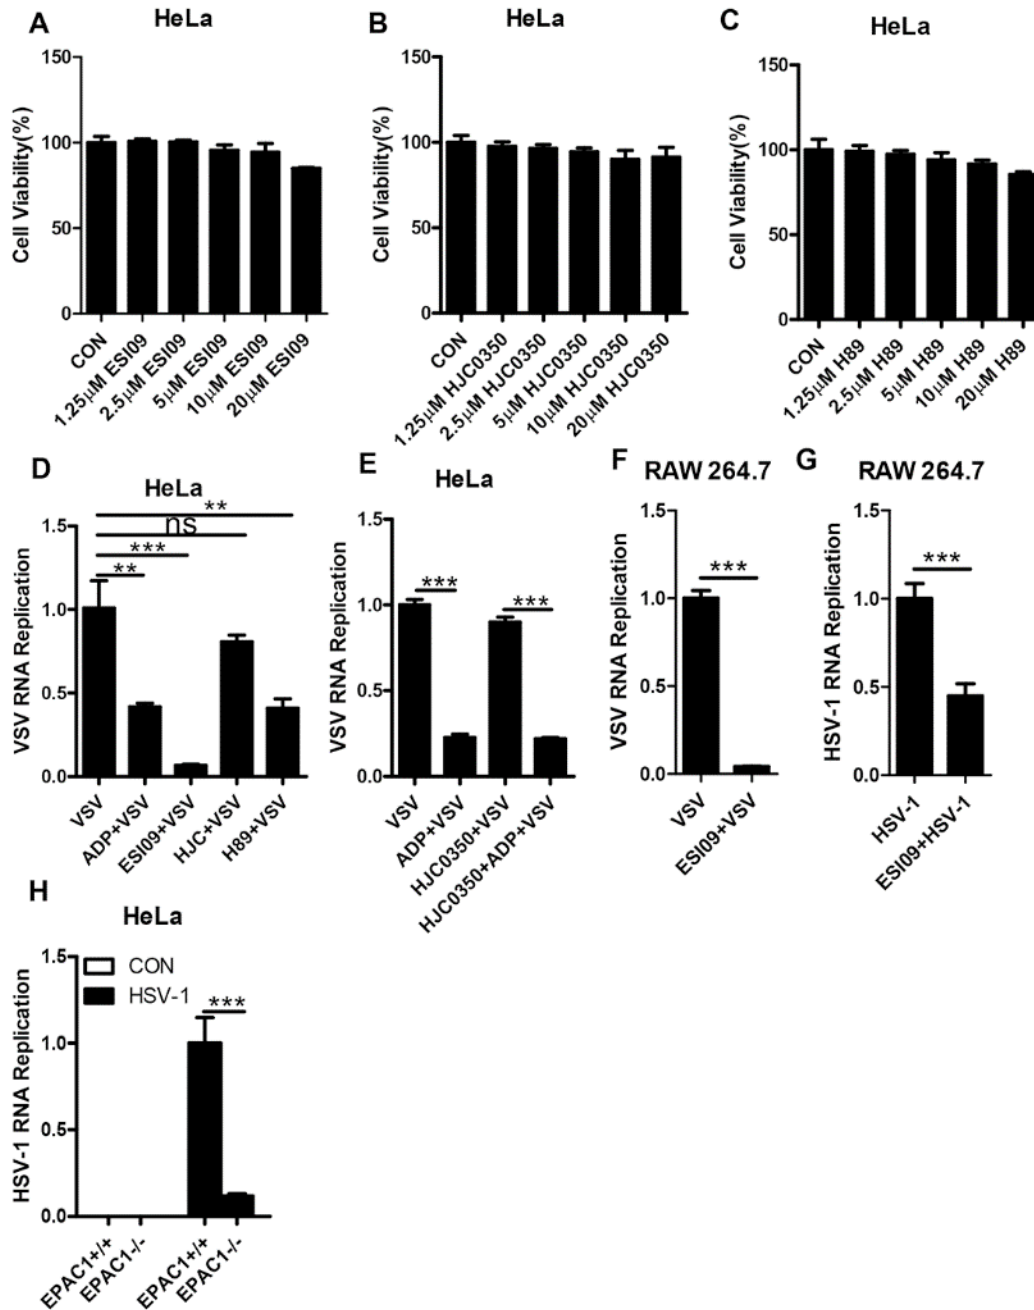 A
HeLa
Cell Viability(%)
150
100
50
0
CON
1.25μM ESI09
2.5μM ESI09
5μM ESI09
10μM ESI09
20μM ESI09
B
HeLa
Cell Viability(%)
150
100
50
0
CON
1.25μM HJC0350
2.5μM HJC0350
5μM HJC0350
10μM HJC0350
20μM HJC0350
C
HeLa
Cell Viability(%)
150
100
50
0
CON
1.25μM H89
2.5μM H89
5μM H89
10μM H89
20μM H89
D
HeLa
VSV RNA Replication
**
ns
***
**
1.5
1.0
0.5
0.0
VSV
ADP+VSV
ESI09+VSV
HJC+VSV
H89+VSV
E
HeLa
VSV RNA Replication
***
***
1.5
1.0
0.5
0.0
VSV
ADP+VSV
HJC0350+VSV
HJC0350+ADP+VSV
F
RAW 264.7
VSV RNA Replication
***
1.5
1.0
0.5
0.0
VSV
ESI09+VSV
G
RAW 264.7
HSV-1 RNA Replication
***
1.5
1.0
0.5
0.0
HSV-1
ESI09+HSV-1
H
HeLa
HSV-1 RNA Replication
CON
HSV-1
***
1.5
1.0
0.5
0.0
EPAC1+/+
EPAC1-/-
EPAC1+/+
EPAC1-/-